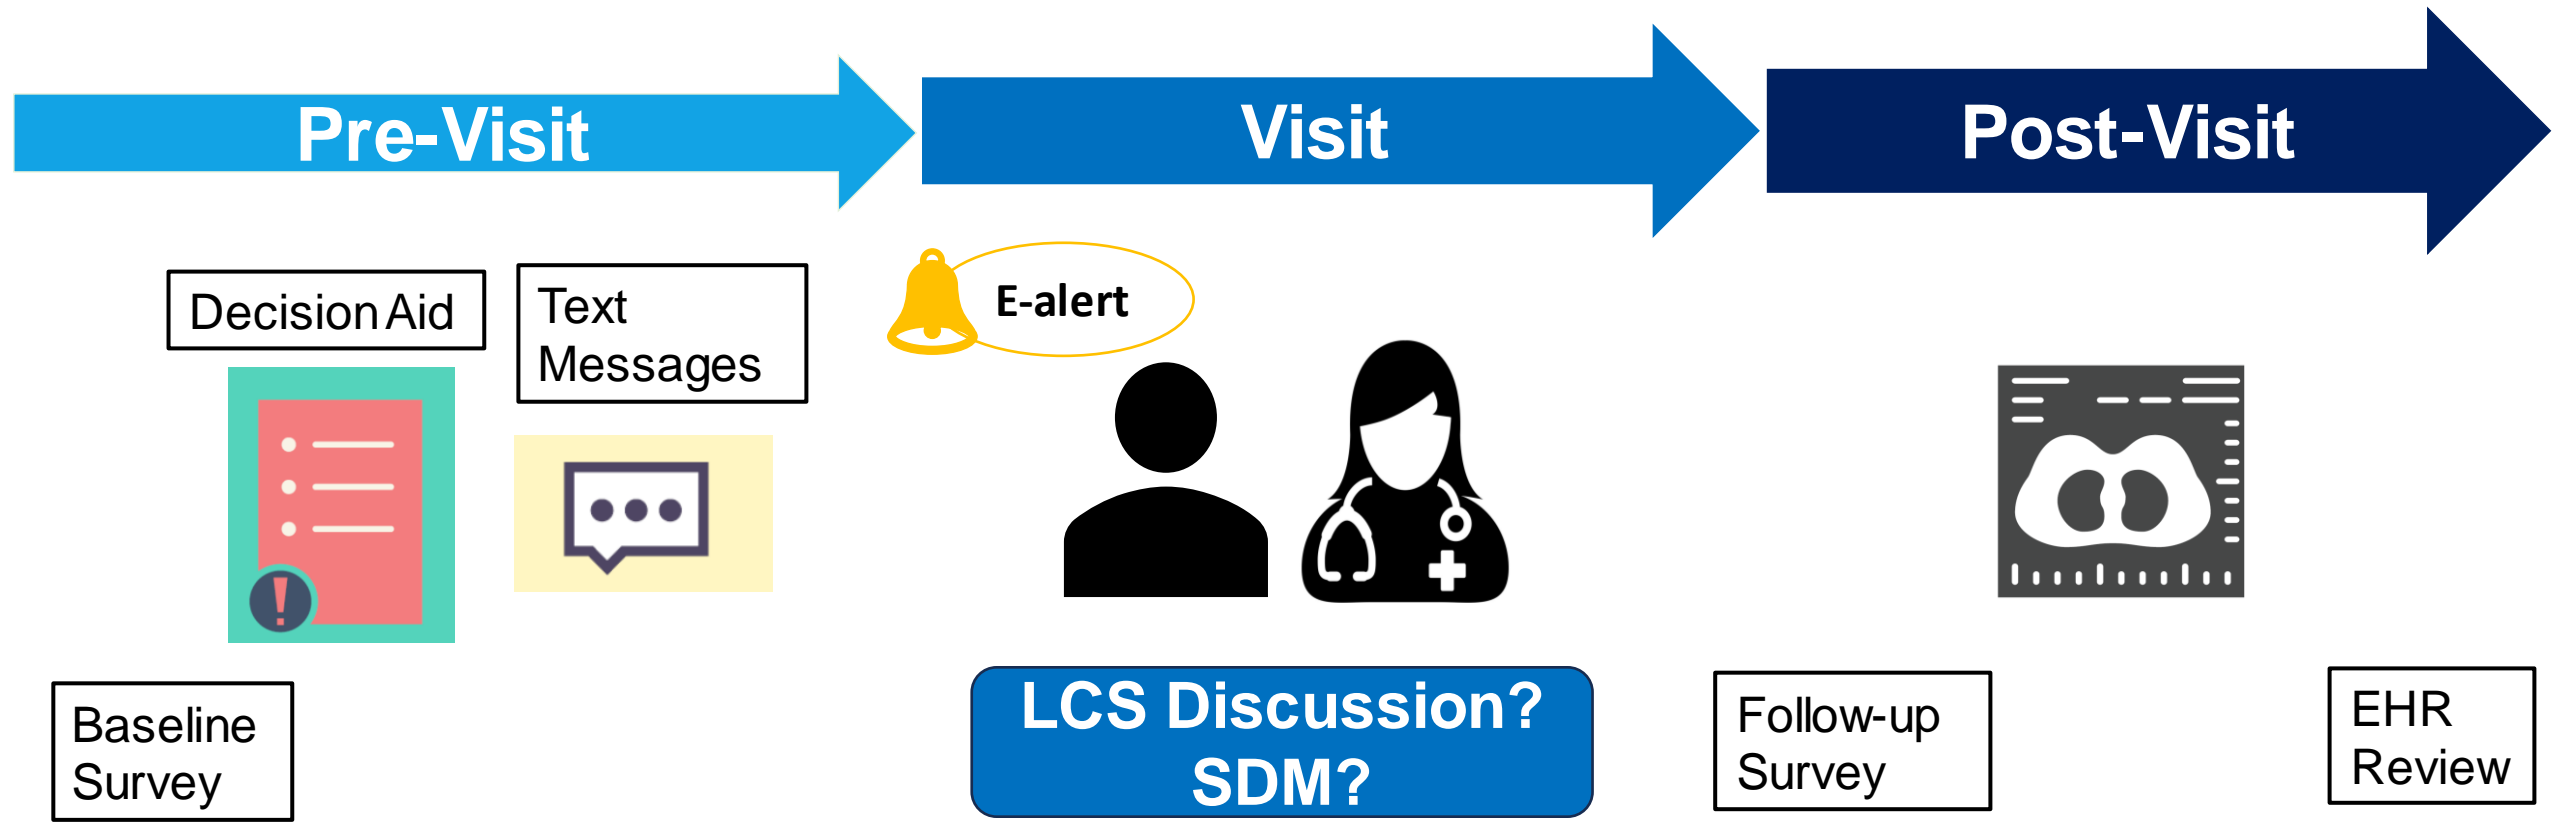 Pre-Visit
Visit
Post-Visit
Decision Aid
Text
Messages
E-alert
Baseline
Survey
LCS Discussion?
SDM?
Follow-up
Survey
EHR
Review